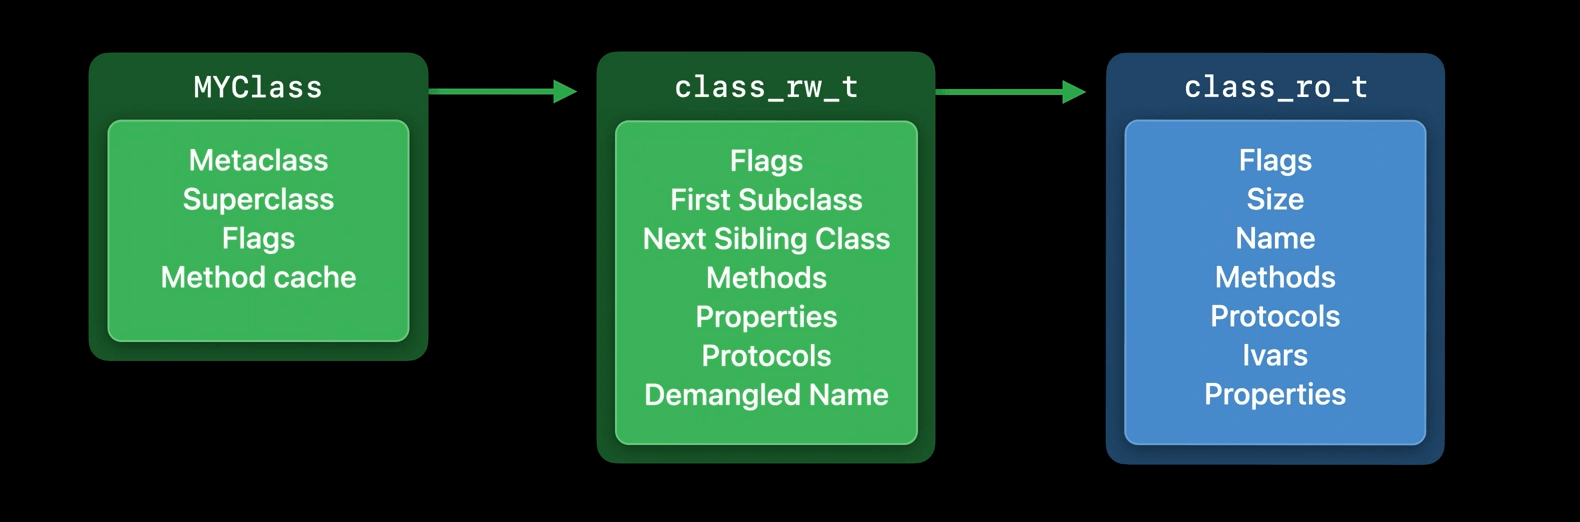 MYClass
Metaclass
Superclass
Flags
Method cache
class_rw_t
Flags
First Subclass
Next Sibling Class
Methods
Properties
Protocols
Demangled Name
class_ro_t
Flags
Size
Name
Methods
Protocols
Ivars
Properties